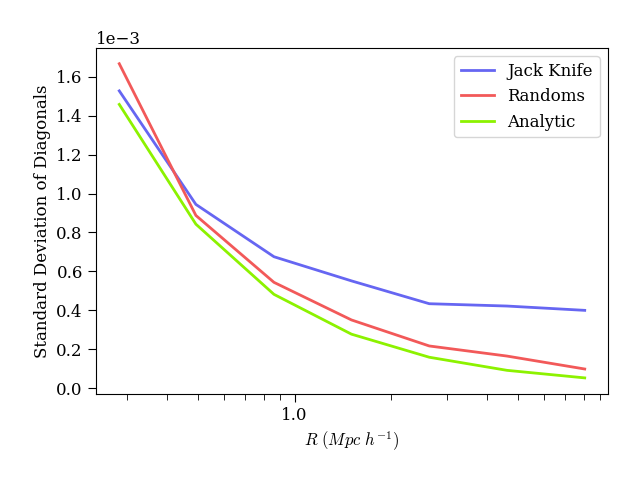 1e−3
1.6
1.4
1.2
1.0
0.8
0.6
0.4
0.2
0.0
Standard Deviation of Diagonals
Jack Knife
Randoms
Analytic
1.0
R (Mpc h⁻¹)